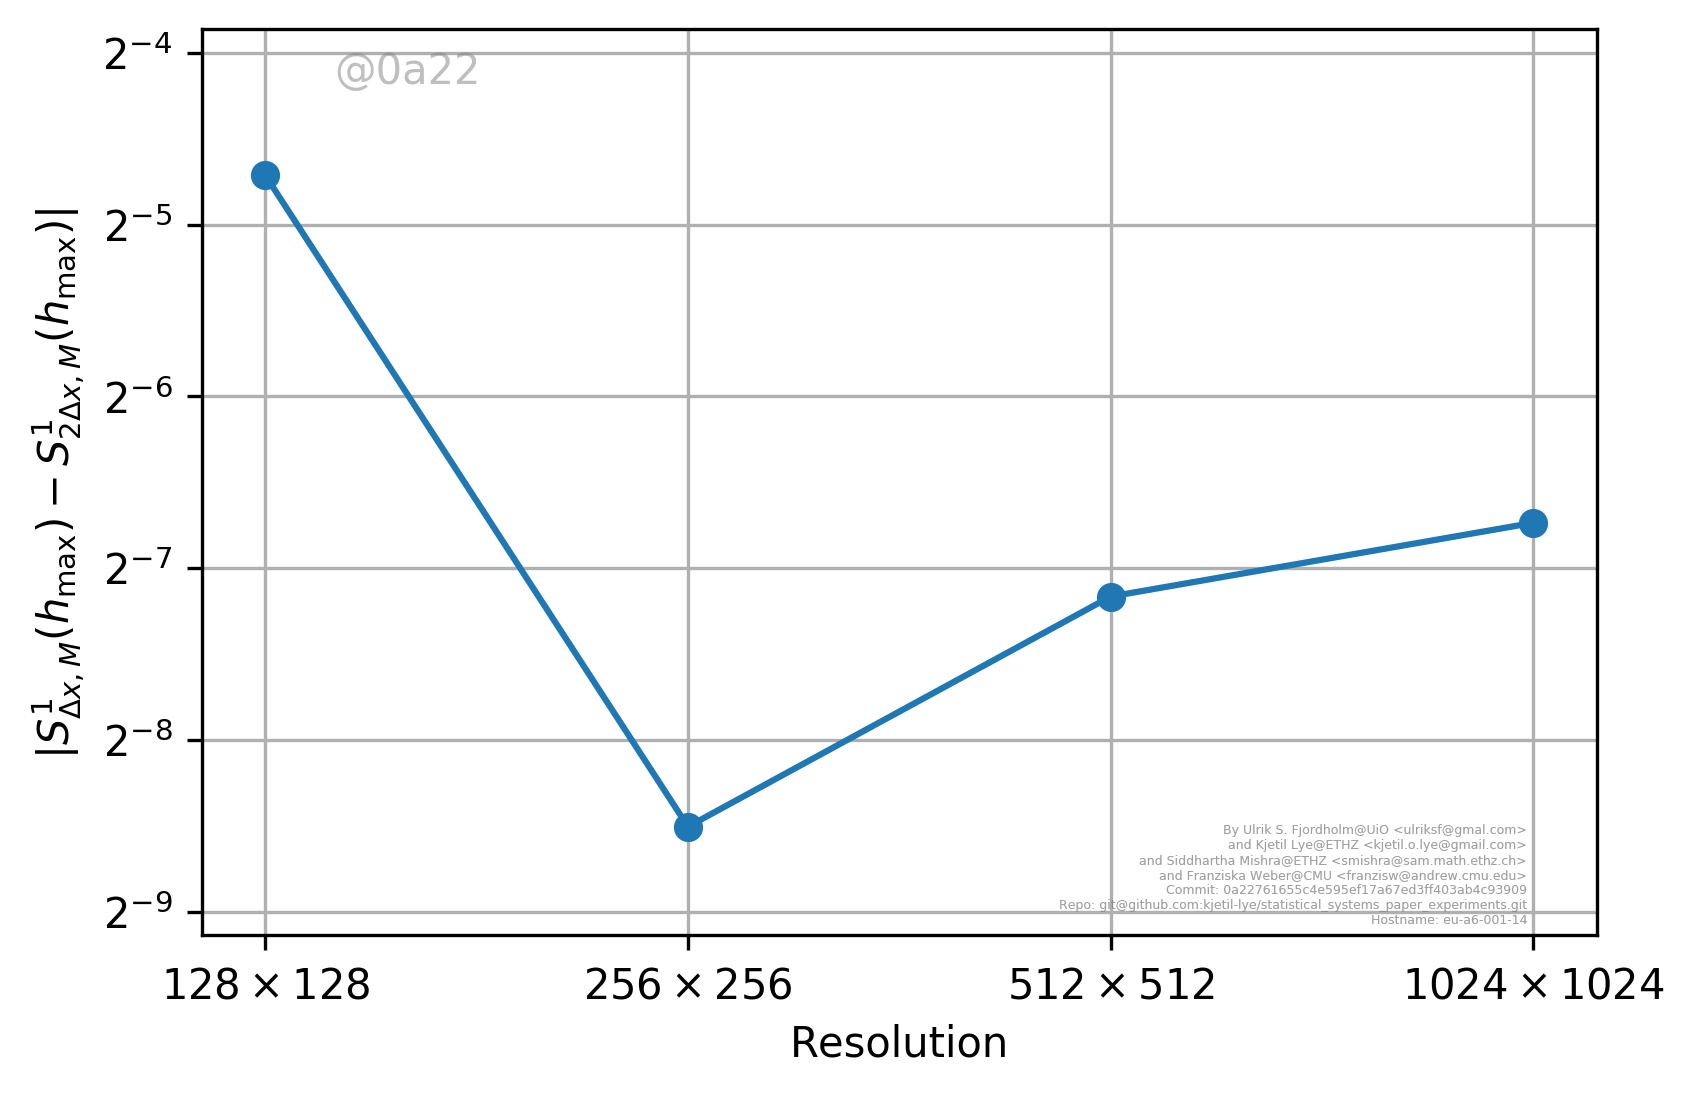 2⁻⁴
@0a22
2⁻⁵
2⁻⁶
2⁻⁷
2⁻⁸
2⁻⁹
|S¹_{Δx, M}(h_max) − S¹_{2Δx, M}(h_max)|
By Ulrik S. Fjordholm@UiO <ulriksf@gmal.com>
and Kjetil Lye@ETHZ <kjetil.o.lye@gmail.com>
and Siddhartha Mishra@ETHZ <smishra@sam.math.ethz.ch>
and Franziska Weber@CMU <franzisw@andrew.cmu.edu>
Commit: 0a22761655c4e595ef17a67ed3ff403ab4c93909
Repo: git@github.com:kjetil-lye/statistical_systems_paper_experiments.git
Hostname: eu-a6-001-14
128 × 128 256 × 256 512 × 512 1024 × 1024
Resolution